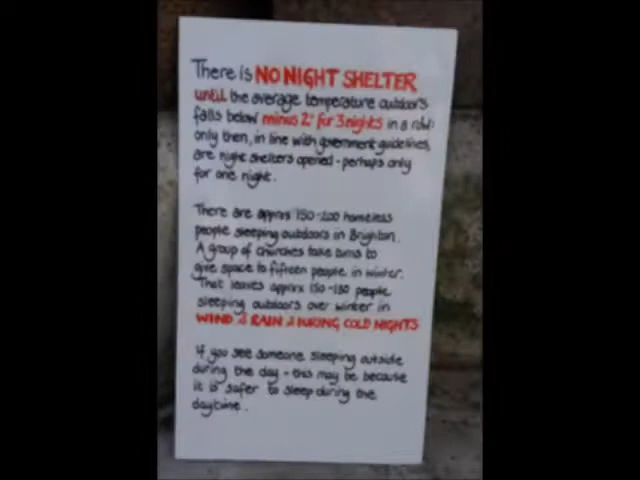 There is NO NIGHT SHELTER
until the average temperature outdoors
falls below minus 2° for 3 nights in a row:
only then, in line with government guidelines,
are night shelters opened - perhaps only
for one night.
There are approx 150-200 homeless
people sleeping outdoors in Brighton.
A group of churches take turns to
give space to fifteen people in winter.
That leaves approx 150-180 people
sleeping outdoors over winter in
WIND & RAIN & DURING COLD NIGHTS
If you see someone sleeping outside
during the day - this may be because
it is safer to sleep during the
daytime.